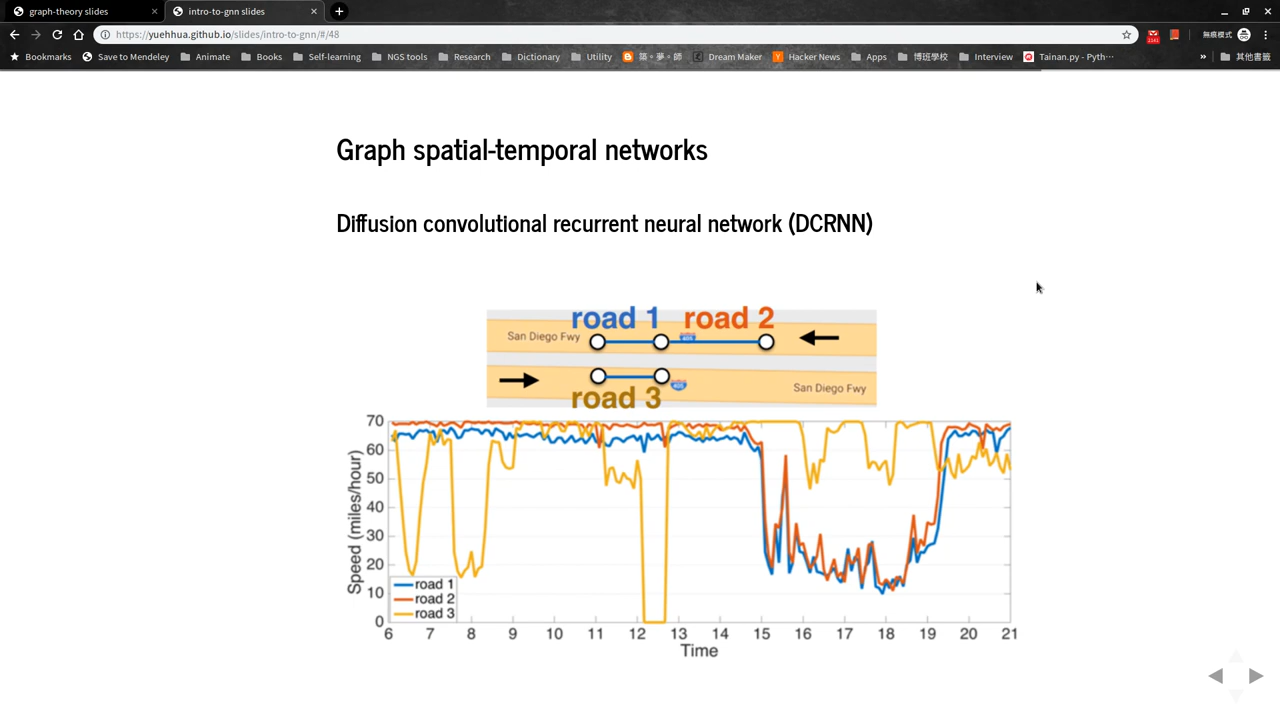 graph-theory slides
intro-to-gnn slides
https://yuehhua.github.io/slides/intro-to-gnn/#/48
無痕模式
Bookmarks Save to Mendeley Animate Books Self-learning NGS tools Research Dictionary Utility 築。夢。師 Dream Maker Hacker News Apps 博班學校 Interview Tainan.py - Pyth··· » 其他書籤
Graph spatial-temporal networks
Diffusion convolutional recurrent neural network (DCRNN)
road 1 road 2
San Diego Fwy
San Diego Fwy
road 3
Speed (miles/hour)
70
60
50
40
30
20
10
0
road 1
road 2
road 3
6 7 8 9 10 11 12 13 14 15 16 17 18 19 20 21
Time